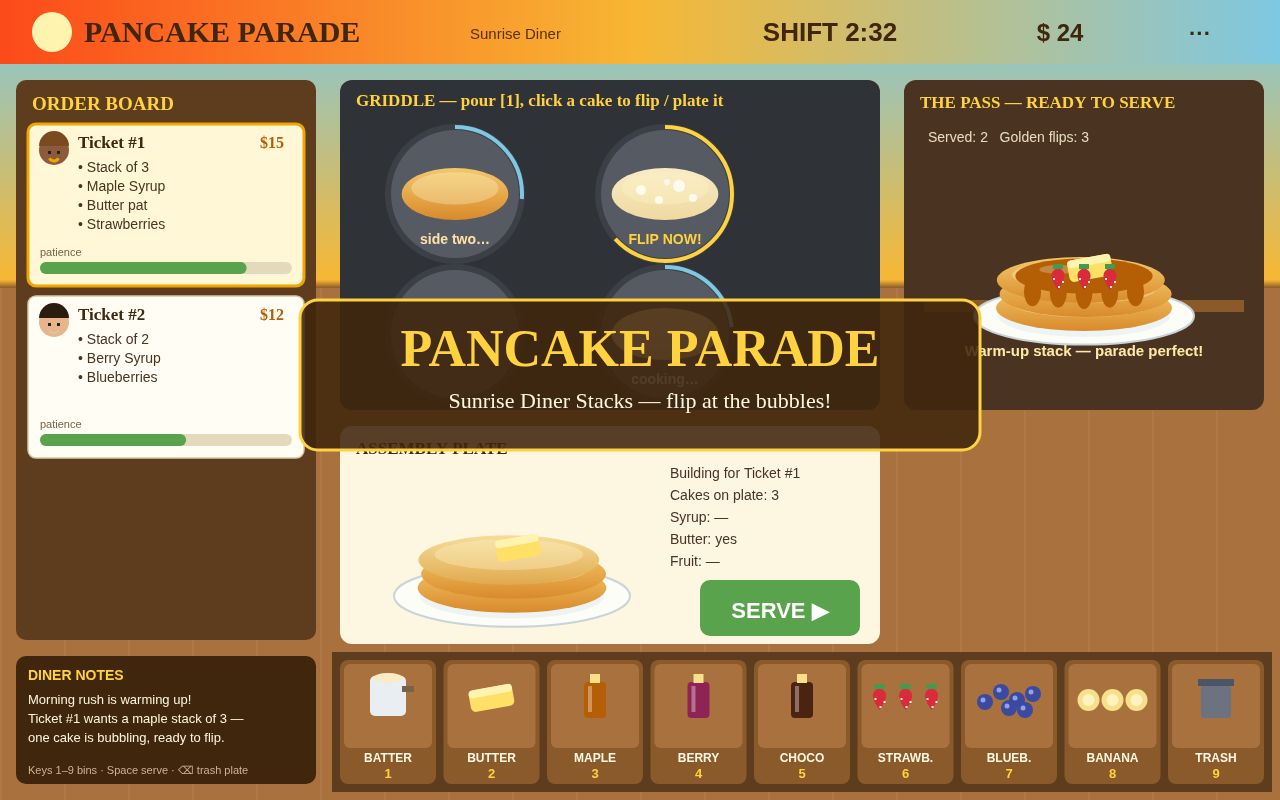 PANCAKE PARADE
Sunrise Diner
SHIFT 2:32
$ 24
...
ORDER BOARD
Ticket #1
$15
• Stack of 3
• Maple Syrup
• Butter pat
• Strawberries
patience
Ticket #2
$12
• Stack of 2
• Berry Syrup
• Blueberries
patience
GRIDDLE — pour [1], click a cake to flip / plate it
side two…
FLIP NOW!
cooking…
THE PASS — READY TO SERVE
Served: 2 Golden flips: 3
Warm-up stack — parade perfect!
PANCAKE PARADE
Sunrise Diner Stacks — flip at the bubbles!
ASSEMBLY PLATE
Building for Ticket #1
Cakes on plate: 3
Syrup: —
Butter: yes
Fruit: —
SERVE ▶
DINER NOTES
Morning rush is warming up!
Ticket #1 wants a maple stack of 3 —
one cake is bubbling, ready to flip.
Keys 1–9 bins · Space serve · ⌫ trash plate
BATTER
1
BUTTER
2
MAPLE
3
BERRY
4
CHOCO
5
STRAWB.
6
BLUEB.
7
BANANA
8
TRASH
9